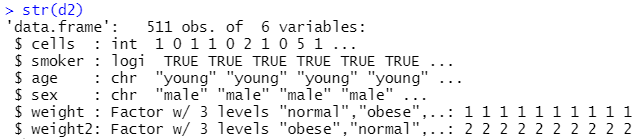 > str(d2)
'data.frame':   511 obs. of  6 variables:
 $ cells  : int  1 0 1 1 0 2 1 0 5 1 ...
 $ smoker : logi  TRUE TRUE TRUE TRUE TRUE TRUE ...
 $ age    : chr  "young" "young" "young" "young" ...
 $ sex    : chr  "male" "male" "male" "male" ...
 $ weight : Factor w/ 3 levels "normal","obese",..: 1 1 1 1 1 1 1 1 1 1
 $ weight2: Factor w/ 3 levels "obese","normal",..: 2 2 2 2 2 2 2 2 2 2